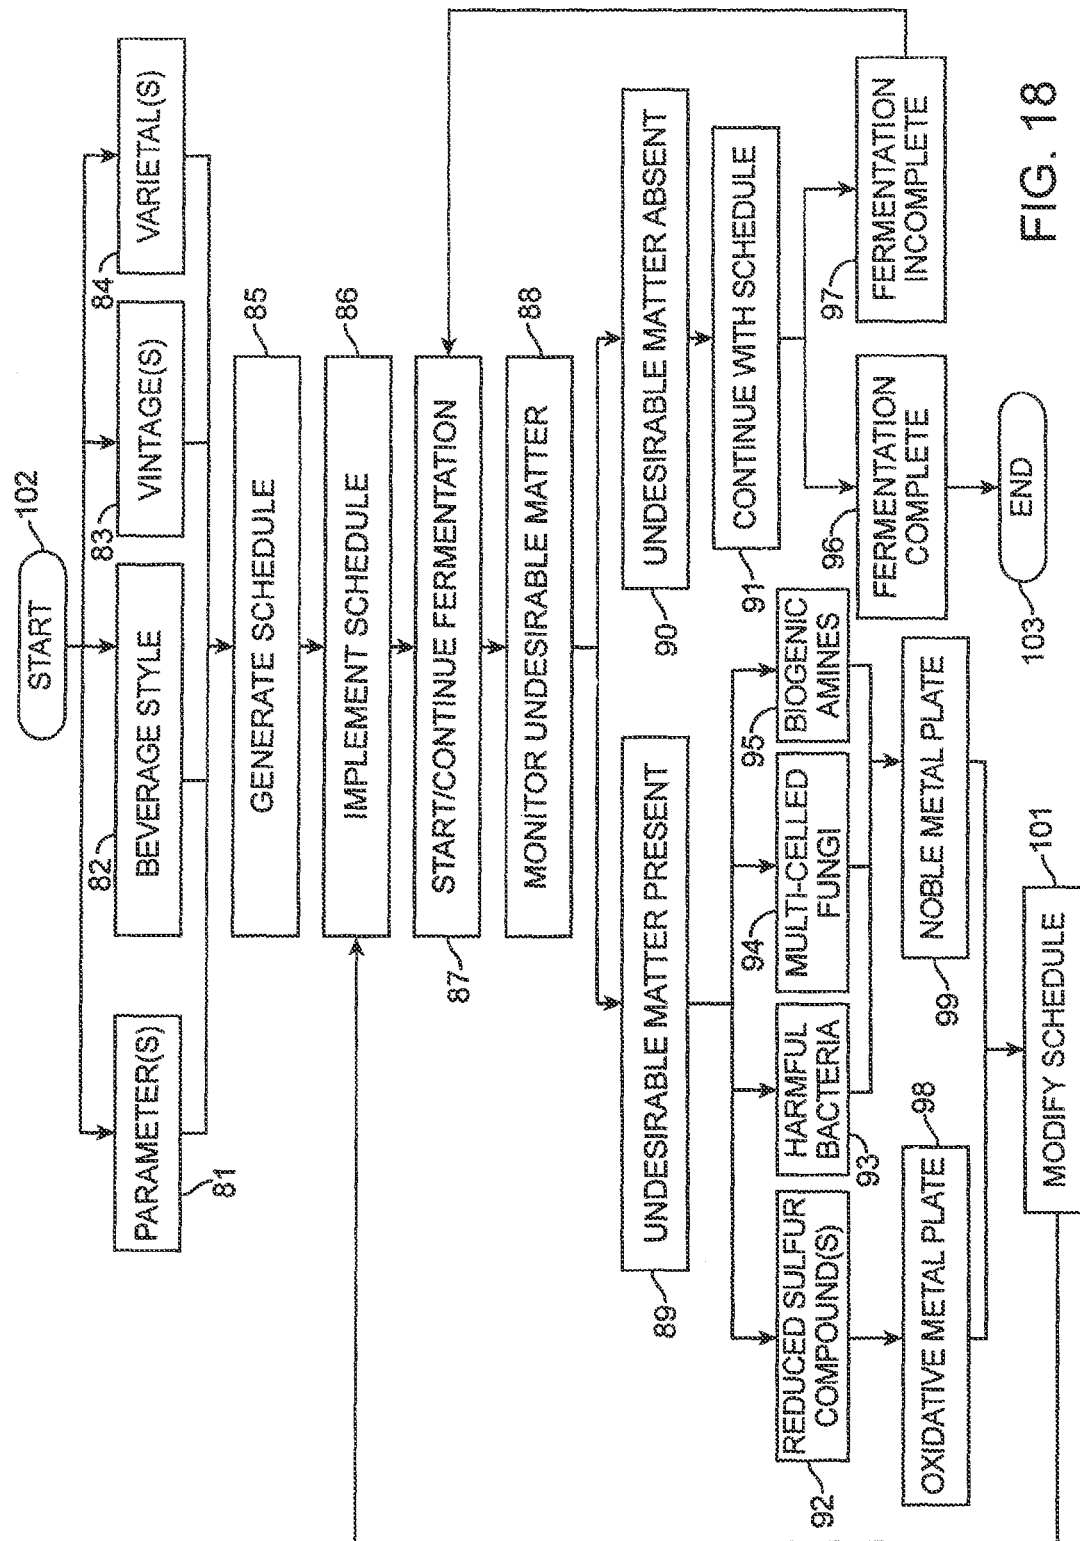 START
102
PARAMETER(S)
81
82
BEVERAGE STYLE
83
VINTAGE(S)
84
VARIETAL(S)
GENERATE SCHEDULE
85
IMPLEMENT SCHEDULE
86
START/CONTINUE FERMENTATION
87
MONITOR UNDESIRABLE MATTER
88
UNDESIRABLE MATTER PRESENT
89
UNDESIRABLE MATTER ABSENT
90
CONTINUE WITH SCHEDULE
91
REDUCED SULFUR
COMPOUND(S)
92
HARMFUL
BACTERIA
93
94
MULTI-CELLED
FUNGI
95
BIOGENIC
AMINES
96
FERMENTATION
COMPLETE
97
FERMENTATION
INCOMPLETE
OXIDATIVE METAL PLATE
98
NOBLE METAL PLATE
99
MODIFY SCHEDULE
101
END
103
FIG. 18